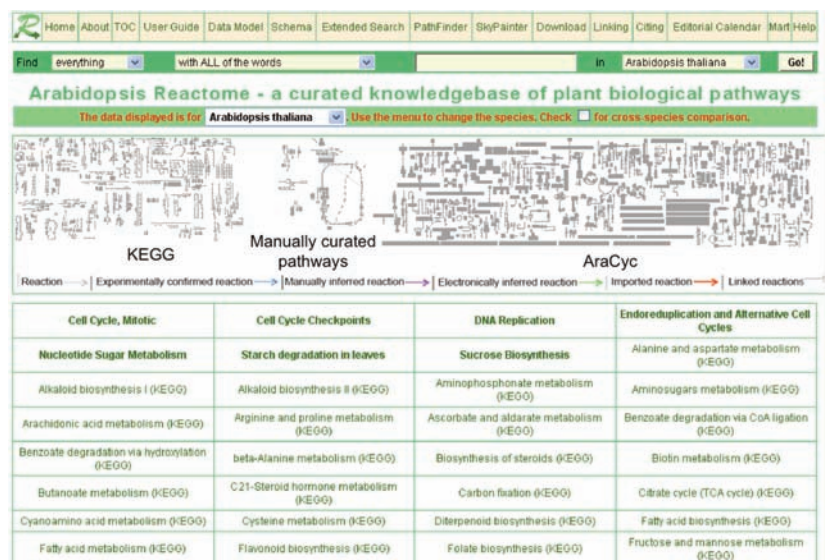 R Home About TOC User Guide Data Model Schema Extended Search PathFinder SkyPainter Download Linking Citing Editorial Calendar Mart Help
Find everything with ALL of the words in Arabidopsis thaliana Go!
Arabidopsis Reactome - a curated knowledgebase of plant biological pathways
The data displayed is for Arabidopsis thaliana . Use the menu to change the species. Check for cross-species comparison.
KEGG
Manually curated
pathways
AraCyc
Reaction Experimentally confirmed reaction Manually inferred reaction Electronically inferred reaction Imported reaction Linked reactions
Cell Cycle, Mitotic Cell Cycle Checkpoints DNA Replication Endoreduplication and Alternative Cell
Cycles
Nucleotide Sugar Metabolism Starch degradation in leaves Sucrose Biosynthesis Alanine and aspartate metabolism
(KEGG)
Alkaloid biosynthesis I (KEGG) Alkaloid biosynthesis II (KEGG) Aminophosphonate metabolism
(KEGG) Aminosugars metabolism (KEGG)
Arachidonic acid metabolism (KEGG) Arginine and proline metabolism
(KEGG) Ascorbate and aldarate metabolism
(KEGG) Benzoate degradation via CoA ligation
(KEGG)
Benzoate degradation via hydroxylation
(KEGG) beta-Alanine metabolism (KEGG) Biosynthesis of steroids (KEGG) Biotin metabolism (KEGG)
Butanoate metabolism (KEGG) C21-Steroid hormone metabolism
(KEGG) Carbon fixation (KEGG) Citrate cycle (TCA cycle) (KEGG)
Cyanoamino acid metabolism (KEGG) Cysteine metabolism (KEGG) Diterpenoid biosynthesis (KEGG) Fatty acid biosynthesis (KEGG)
Fatty acid metabolism (KEGG) Flavonoid biosynthesis (KEGG) Folate biosynthesis (KEGG) Fructose and mannose metabolism
(KEGG)